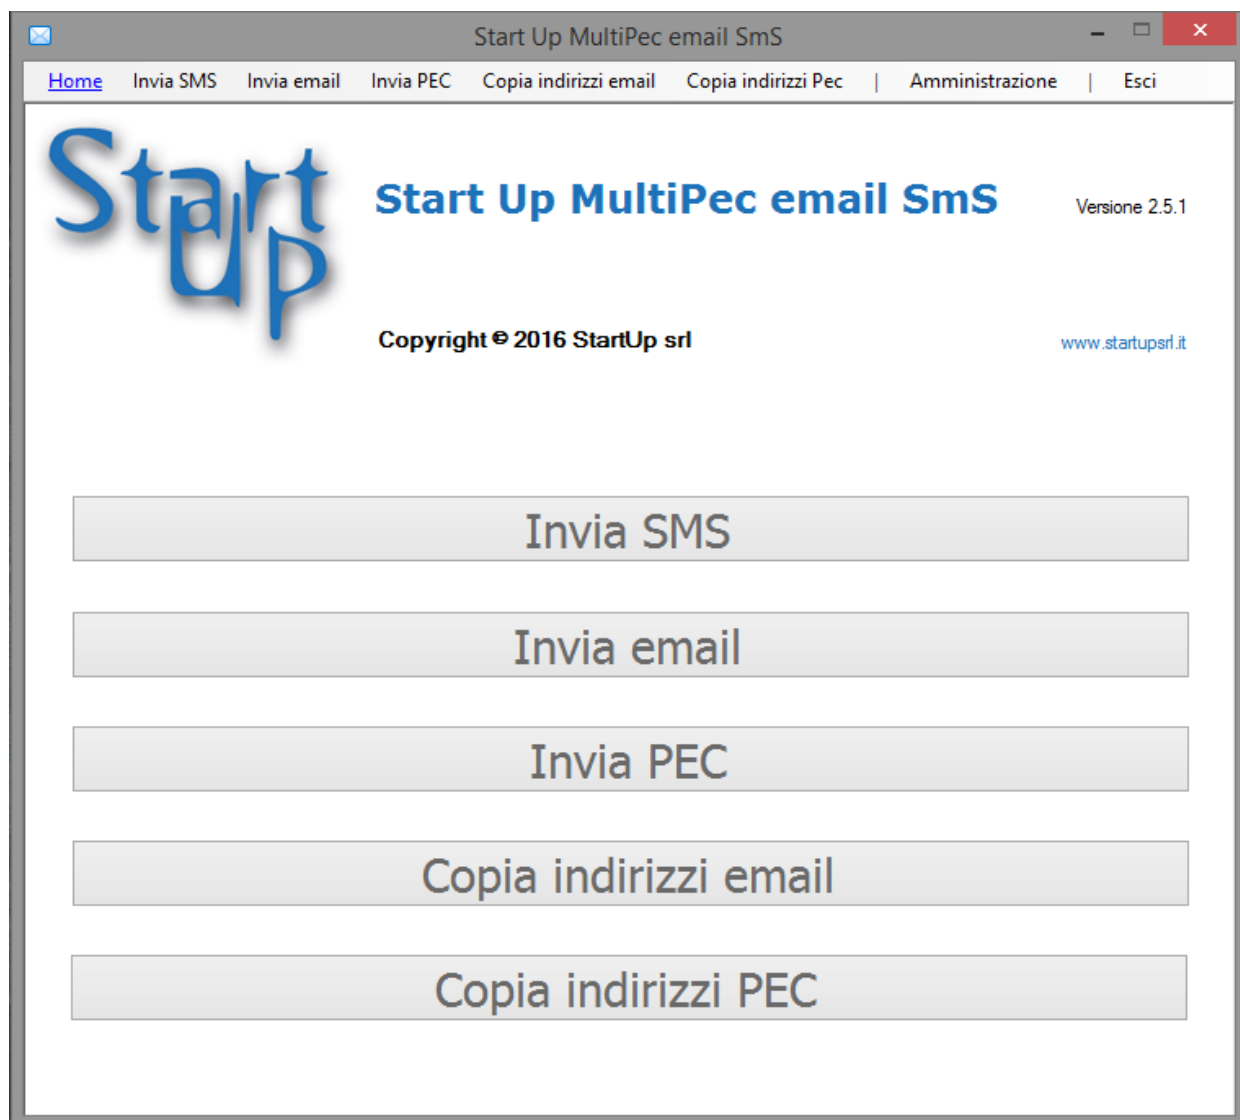 Start Up MultiPec email SmS
Home Invia SMS Invia email Invia PEC Copia indirizzi email Copia indirizzi Pec | Amministrazione | Esci
Start Up
Start Up MultiPec email SmS Versione 2.5.1
Copyright © 2016 StartUp srl www.startupsrl.it
Invia SMS
Invia email
Invia PEC
Copia indirizzi email
Copia indirizzi PEC